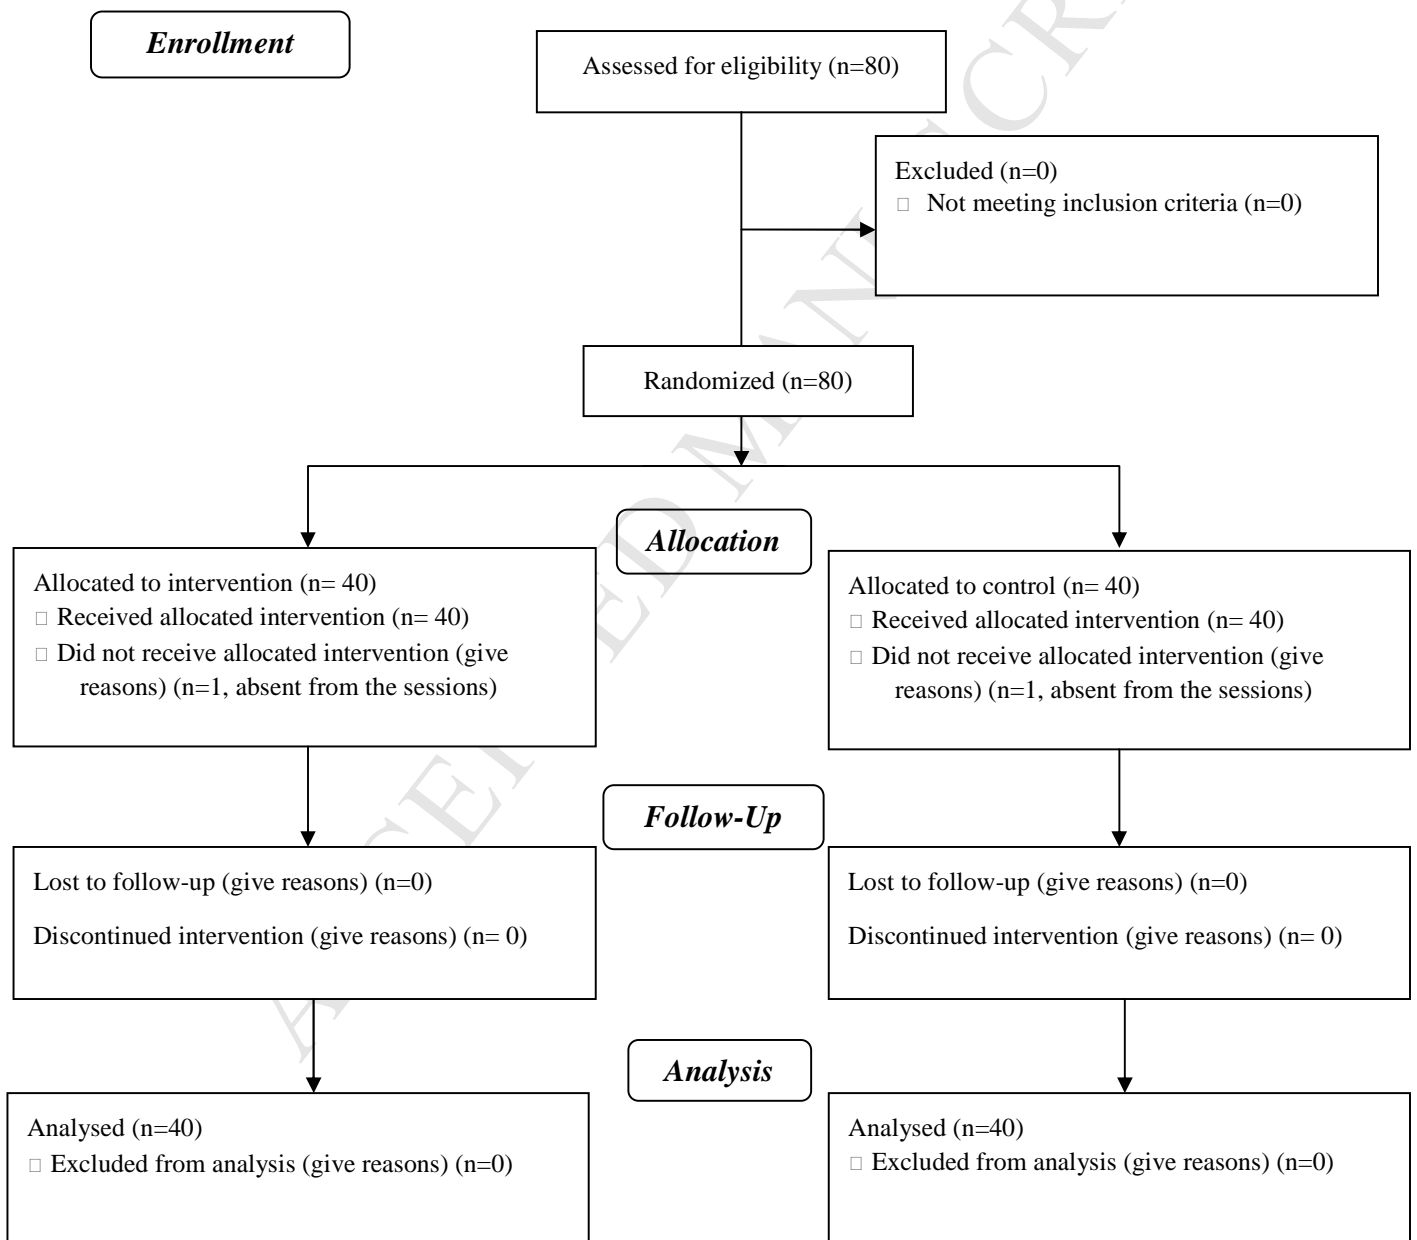 Enrollment
Assessed for eligibility (n=80)
Excluded (n=0)
□ Not meeting inclusion criteria (n=0)
Randomized (n=80)
Allocation
Allocated to intervention (n= 40)
□ Received allocated intervention (n= 40)
□ Did not receive allocated intervention (give
reasons) (n=1, absent from the sessions)
Allocated to control (n= 40)
□ Received allocated intervention (n= 40)
□ Did not receive allocated intervention (give
reasons) (n=1, absent from the sessions)
Follow-Up
Lost to follow-up (give reasons) (n=0)
Discontinued intervention (give reasons) (n= 0)
Lost to follow-up (give reasons) (n=0)
Discontinued intervention (give reasons) (n= 0)
Analysis
Analysed (n=40)
□ Excluded from analysis (give reasons) (n=0)
Analysed (n=40)
□ Excluded from analysis (give reasons) (n=0)